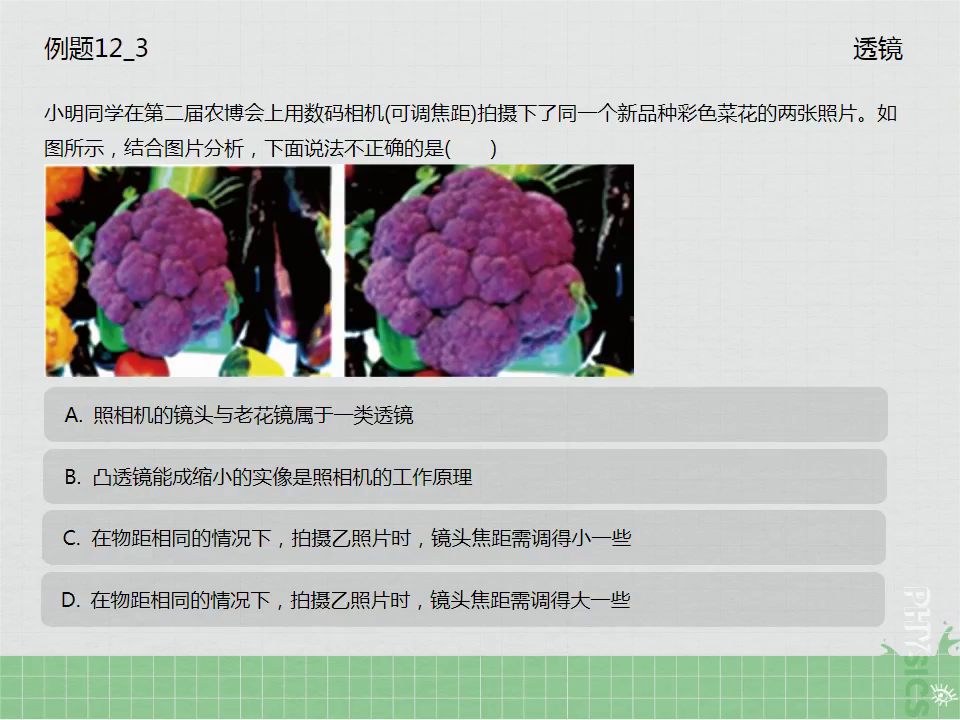 例题12_3
透镜
小明同学在第二届农博会上用数码相机(可调焦距)拍摄下了同一个新品种彩色菜花的两张照片。如
图所示，结合图片分析，下面说法不正确的是(　　)
A. 照相机的镜头与老花镜属于一类透镜
B. 凸透镜能成缩小的实像是照相机的工作原理
C. 在物距相同的情况下，拍摄乙照片时，镜头焦距需调得小一些
D. 在物距相同的情况下，拍摄乙照片时，镜头焦距需调得大一些
PHYSICS